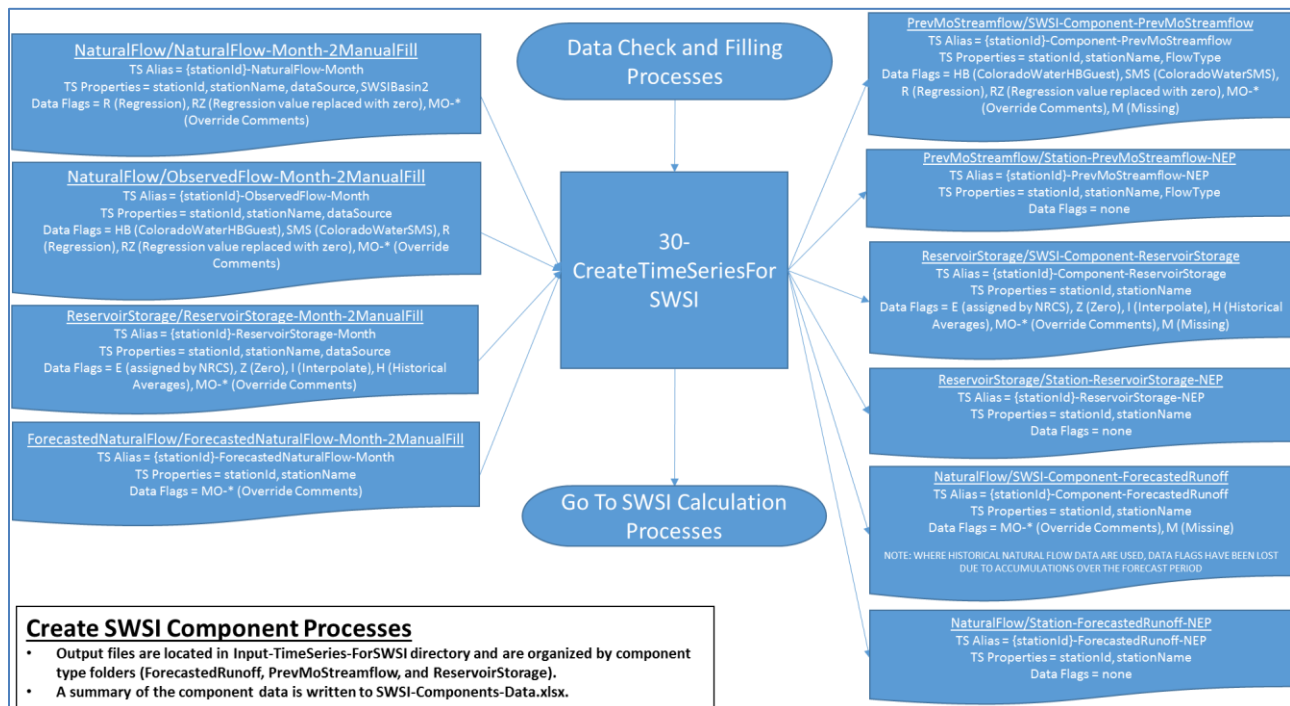 NaturalFlow/NaturalFlow-Month-2ManualFill
TS Alias = {stationId}-NaturalFlow-Month
TS Properties = stationId, stationName, dataSource, SWSIBasin2
Data Flags = R (Regression), RZ (Regression value replaced with zero), MO-*
(Override Comments)
NaturalFlow/ObservedFlow-Month-2ManualFill
TS Alias = {stationId}-ObservedFlow-Month
TS Properties = stationId, stationName, dataSource
Data Flags = HB (ColoradoWaterHBGuest), SMS (ColoradoWaterSMS), R
(Regression), RZ (Regression value replaced with zero), MO-* (Override
Comments)
ReservoirStorage/ReservoirStorage-Month-2ManualFill
TS Alias = {stationId}-ReservoirStorage-Month
TS Properties = stationId, stationName, dataSource
Data Flags = E (assigned by NRCS), Z (Zero), I (Interpolate), H (Historical
Averages), MO-* (Override Comments)
ForecastedNaturalFlow/ForecastedNaturalFlow-Month-2ManualFill
TS Alias = {stationId}-ForecastedNaturalFlow-Month
TS Properties = stationId, stationName
Data Flags = MO-* (Override Comments)
Data Check and Filling
Processes
30-
CreateTimeSeriesFor
SWSI
Go To SWSI Calculation
Processes
PrevMoStreamflow/SWSI-Component-PrevMoStreamflow
TS Alias = {stationId}-Component-PrevMoStreamflow
TS Properties = stationId, stationName, FlowType
Data Flags = HB (ColoradoWaterHBGuest), SMS (ColoradoWaterSMS),
R (Regression), RZ (Regression value replaced with zero), MO-*
(Override Comments), M (Missing)
PrevMoStreamflow/Station-PrevMoStreamflow-NEP
TS Alias = {stationId}-PrevMoStreamflow-NEP
TS Properties = stationId, stationName, FlowType
Data Flags = none
ReservoirStorage/SWSI-Component-ReservoirStorage
TS Alias = {stationId}-Component-ReservoirStorage
TS Properties = stationId, stationName
Data Flags = E (assigned by NRCS), Z (Zero), I (Interpolate), H (Historical
Averages), MO-* (Override Comments), M (Missing)
ReservoirStorage/Station-ReservoirStorage-NEP
TS Alias = {stationId}-ReservoirStorage-NEP
TS Properties = stationId, stationName
Data Flags = none
NaturalFlow/SWSI-Component-ForecastedRunoff
TS Alias = {stationId}-Component-ForecastedRunoff
TS Properties = stationId, stationName
Data Flags = MO-* (Override Comments), M (Missing)
NOTE: WHERE HISTORICAL NATURAL FLOW DATA ARE USED, DATA FLAGS HAVE BEEN LOST
DUE TO ACCUMULATIONS OVER THE FORECAST PERIOD
NaturalFlow/Station-ForecastedRunoff-NEP
TS Alias = {stationId}-ForecastedRunoff-NEP
TS Properties = stationId, stationName
Data Flags = none
Create SWSI Component Processes
• Output files are located in Input-TimeSeries-ForSWSI directory and are organized by component
type folders (ForecastedRunoff, PrevMoStreamflow, and ReservoirStorage).
• A summary of the component data is written to SWSI-Components-Data.xlsx.